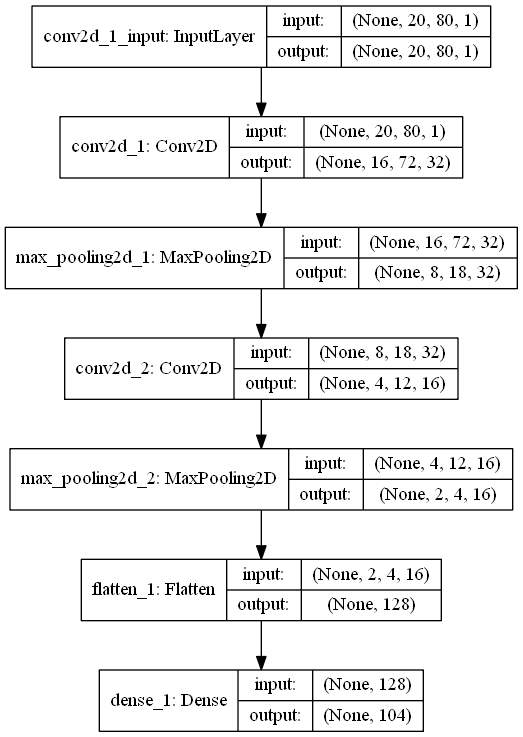 conv2d_1_input: InputLayer
input: (None, 20, 80, 1)
output: (None, 20, 80, 1)
conv2d_1: Conv2D
input: (None, 20, 80, 1)
output: (None, 16, 72, 32)
max_pooling2d_1: MaxPooling2D
input: (None, 16, 72, 32)
output: (None, 8, 18, 32)
conv2d_2: Conv2D
input: (None, 8, 18, 32)
output: (None, 4, 12, 16)
max_pooling2d_2: MaxPooling2D
input: (None, 4, 12, 16)
output: (None, 2, 4, 16)
flatten_1: Flatten
input: (None, 2, 4, 16)
output: (None, 128)
dense_1: Dense
input: (None, 128)
output: (None, 104)